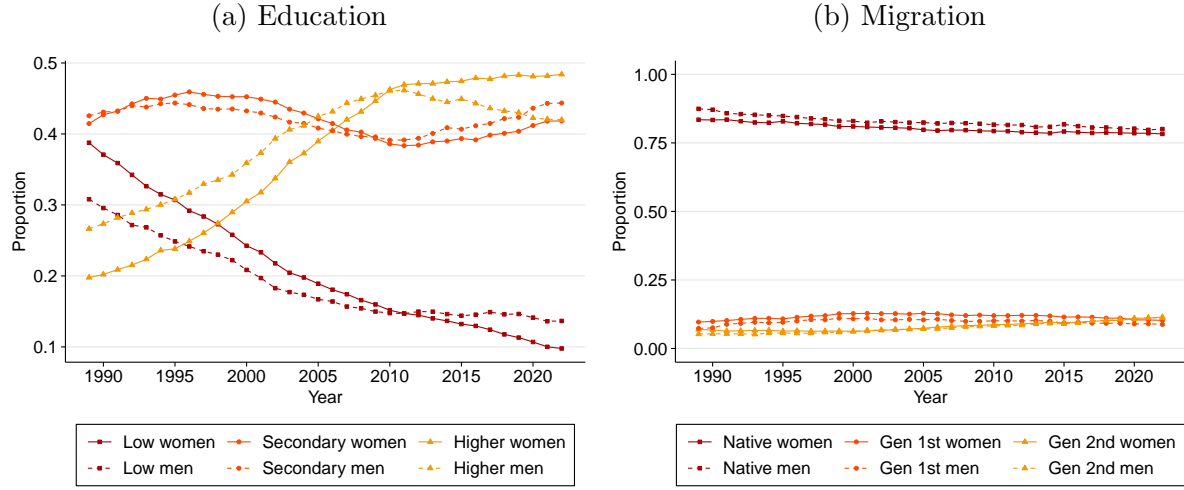 (a) Education
0.5
0.4
0.3
0.2
0.1
Proportion
1990 1995 2000 2005 2010 2015 2020
Year
Low women Secondary women Higher women
Low men Secondary men Higher men
(b) Migration
1.00
0.75
0.50
0.25
0.00
Proportion
1990 1995 2000 2005 2010 2015 2020
Year
Native women Gen 1st women Gen 2nd women
Native men Gen 1st men Gen 2nd men